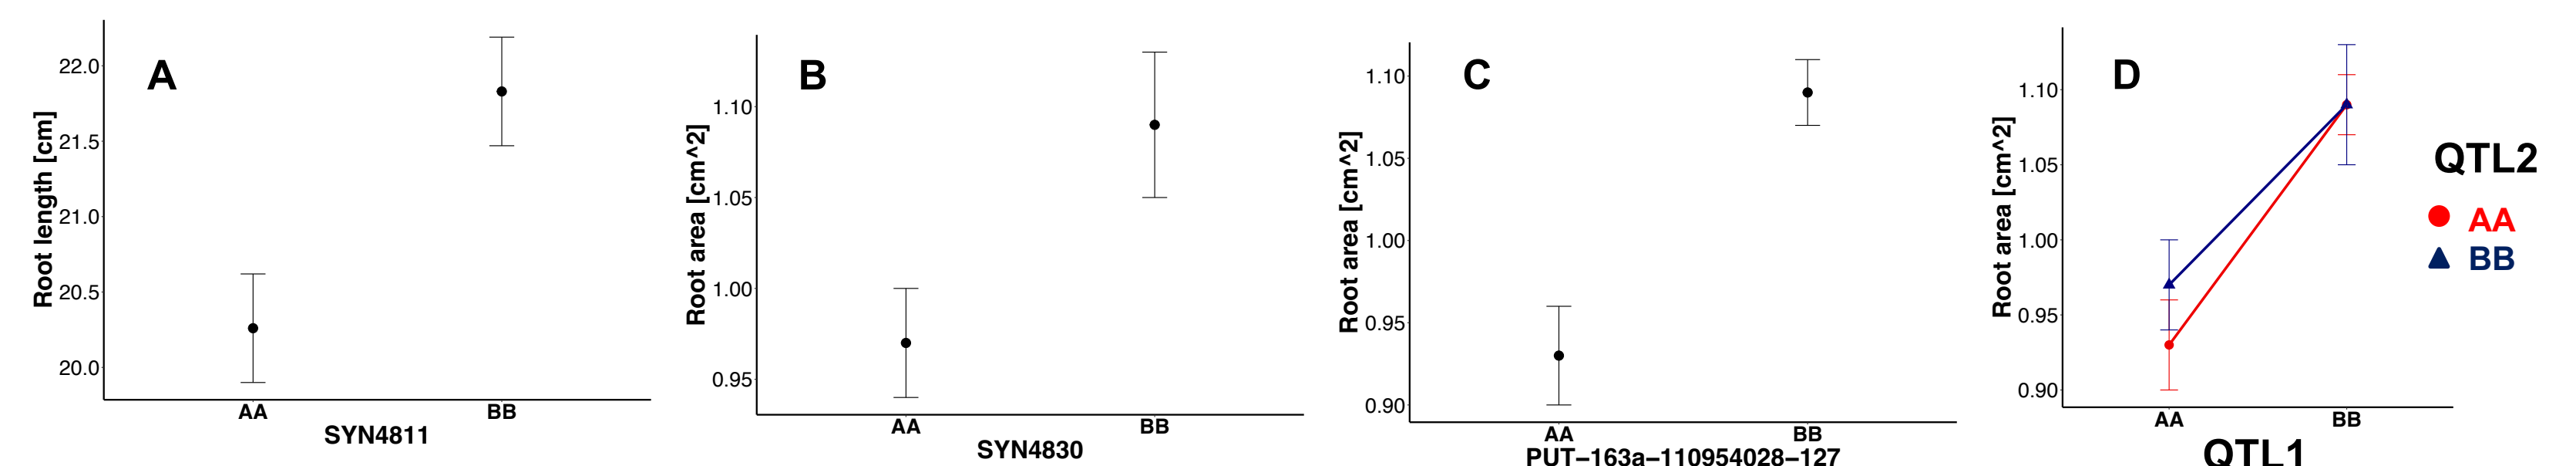 A
Root length [cm]
22.0
21.5
21.0
20.5
20.0
AA BB
SYN4811
B
Root area [cm^2]
1.10
1.05
1.00
0.95
AA BB
SYN4830
C
Root area [cm^2]
1.10
1.05
1.00
0.95
0.90
AA BB
PUT−163a−110954028−127
D
Root area [cm^2]
1.10
1.05
1.00
0.95
0.90
AA BB
QTL1
QTL2
AA
BB